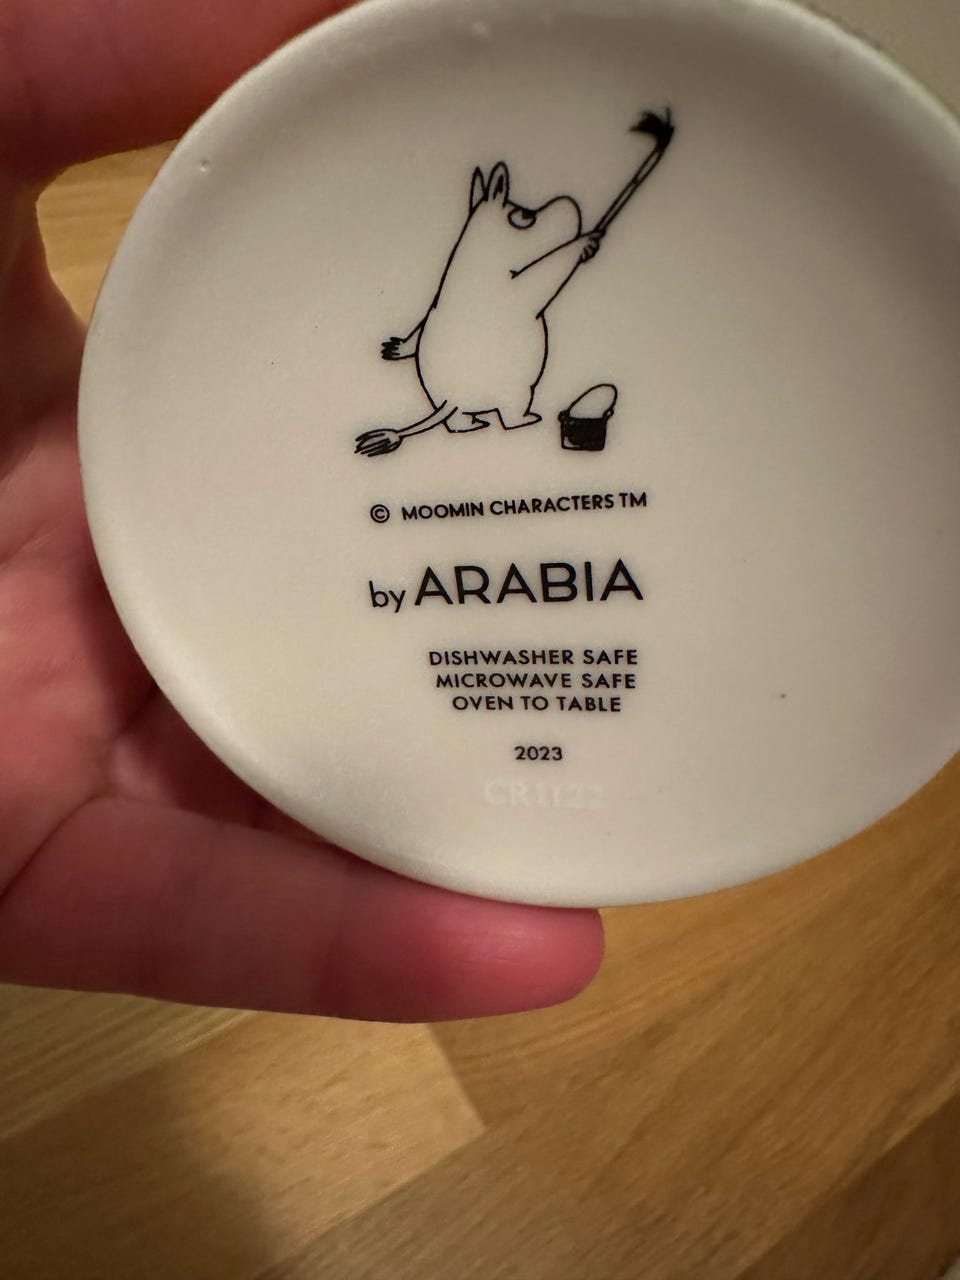 © MOOMIN CHARACTERS TM
by ARABIA
DISHWASHER SAFE
MICROWAVE SAFE
OVEN TO TABLE
2023